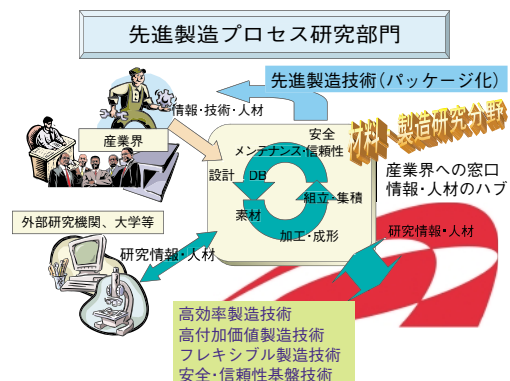 先進製造プロセス研究部門
先進製造技術(パッケージ化)
情報・技術・人材
材料 製造研究分野
産業界
安全
メンテナンス・信頼性
設計 DB
組立・集積
素材
加工・成形
産業界への窓口
情報・人材のハブ
外部研究機関、大学等
研究情報・人材
研究情報・人材
高効率製造技術
高付加価値製造技術
フレキシブル製造技術
安全・信頼性基盤技術